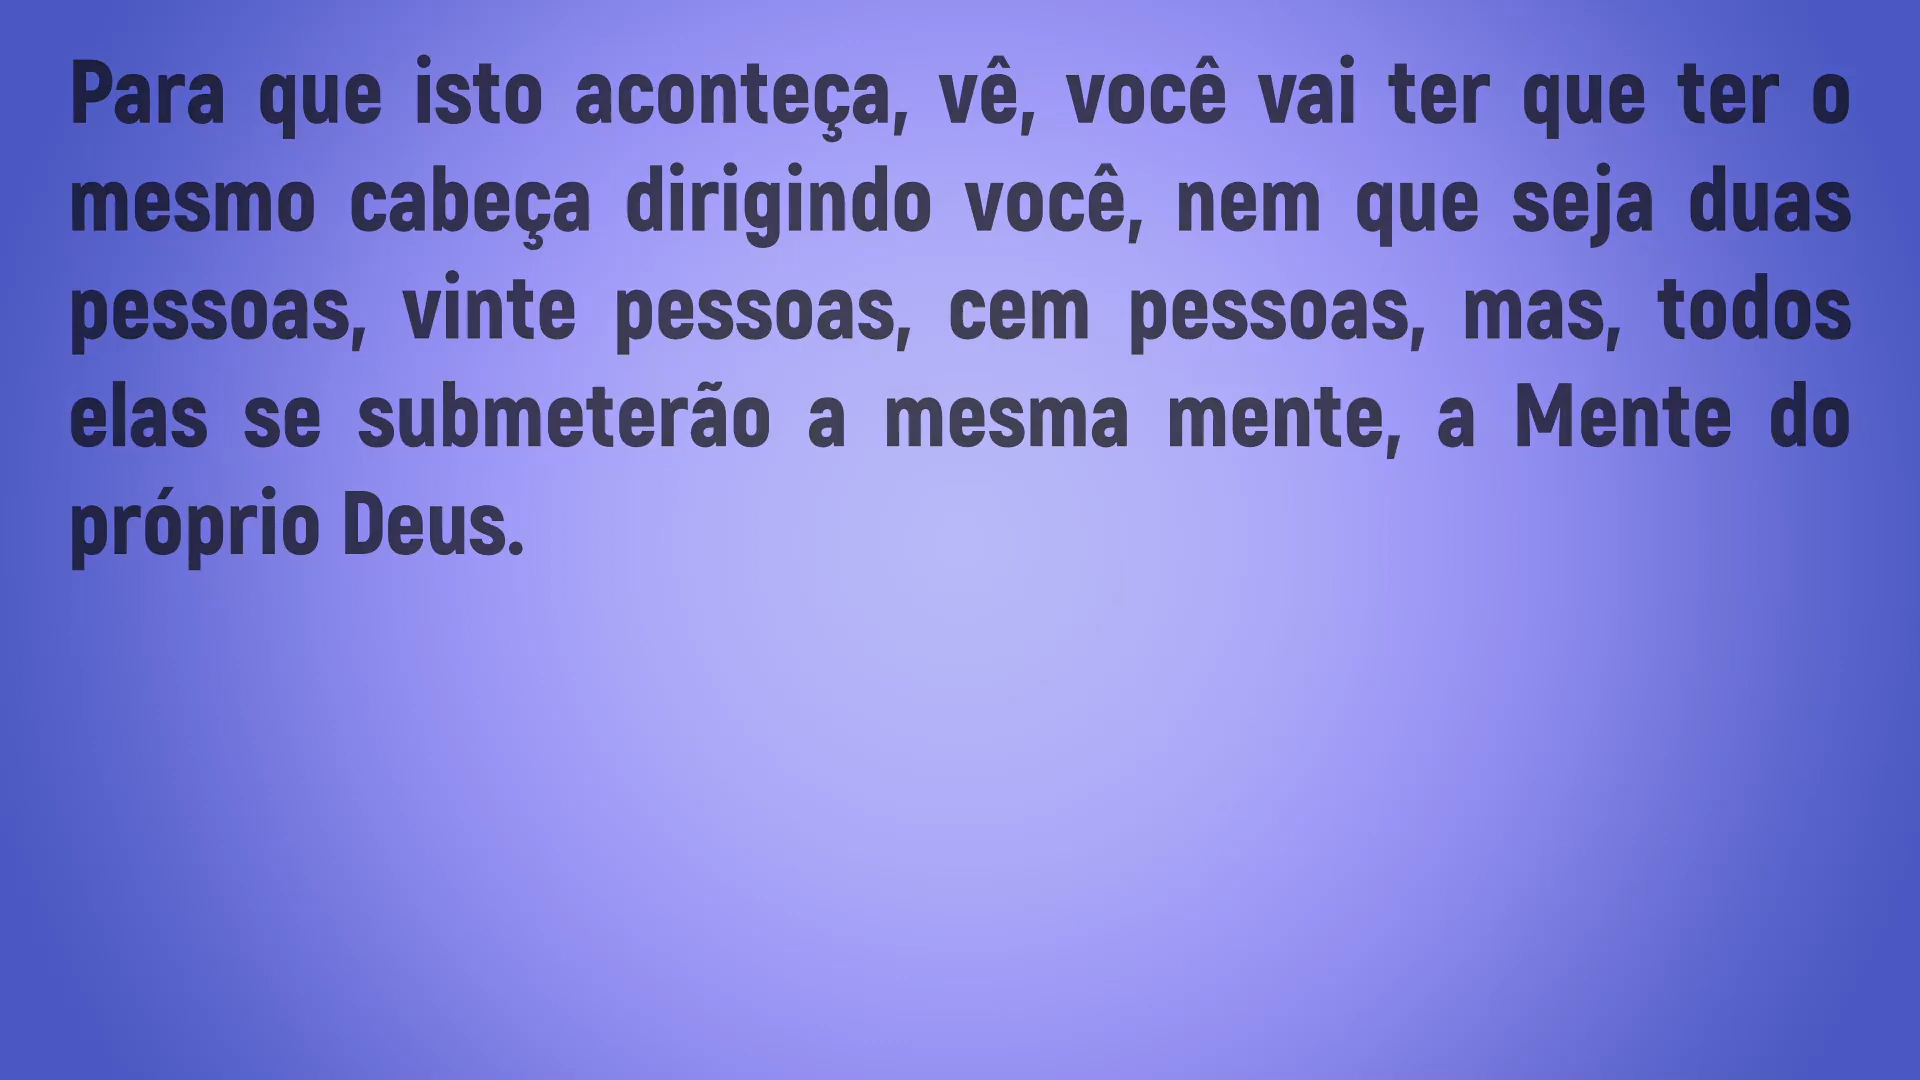 Para que isto aconteça, vê, você vai ter que ter o
mesmo cabeça dirigindo você, nem que seja duas
pessoas, vinte pessoas, cem pessoas, mas, todos
elas se submeterão a mesma mente, a Mente do
próprio Deus.